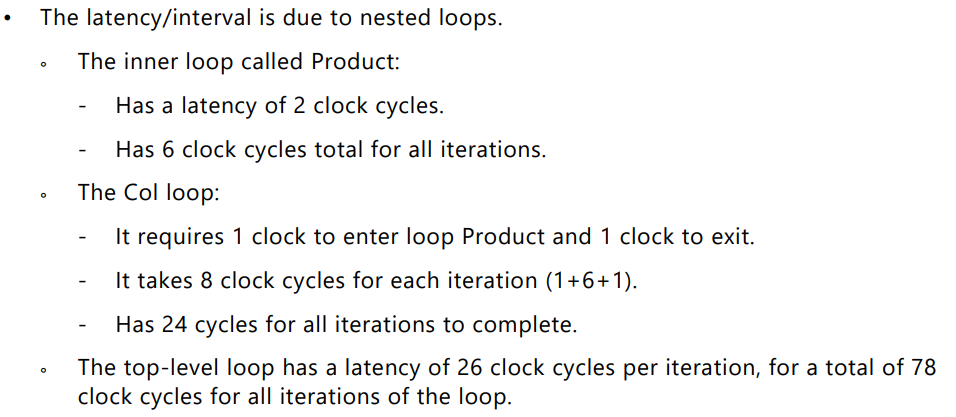 • The latency/interval is due to nested loops.
◦ The inner loop called Product:
- Has a latency of 2 clock cycles.
- Has 6 clock cycles total for all iterations.
◦ The Col loop:
- It requires 1 clock to enter loop Product and 1 clock to exit.
- It takes 8 clock cycles for each iteration (1+6+1).
- Has 24 cycles for all iterations to complete.
◦ The top-level loop has a latency of 26 clock cycles per iteration, for a total of 78
clock cycles for all iterations of the loop.